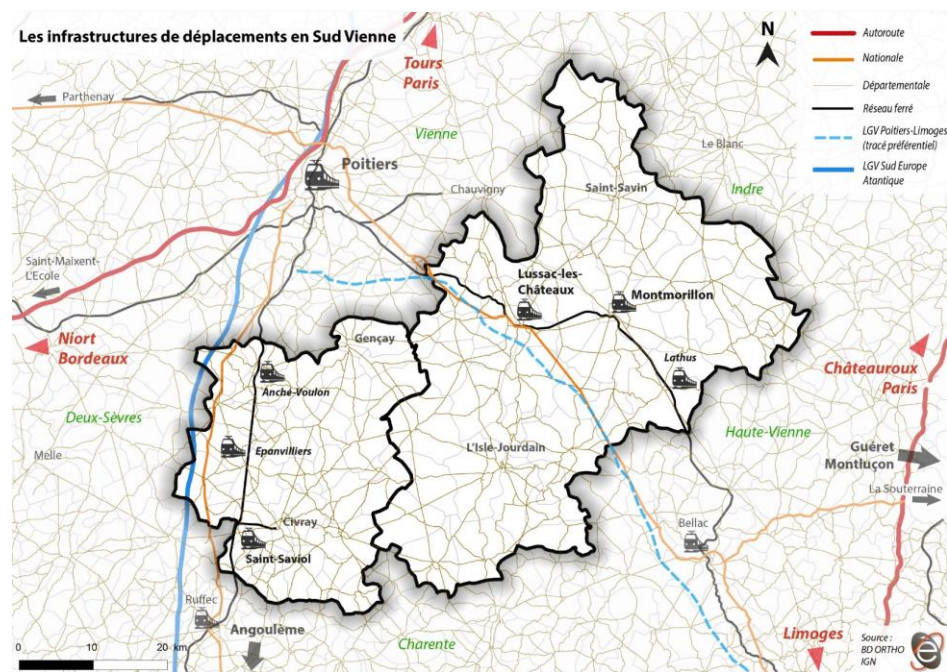 Les infrastructures de déplacements en Sud Vienne
N
Autoroute
Nationale
Départementale
Réseau ferré
LGV Poitiers-Limoges
(tracé préférentiel)
LGV Sud Europe
Atantique
Tours
Paris
Parthenay
Vienne
Le Blanc
Poitiers
Chauvigny
Saint-Savin
Indre
Saint-Maixent-
L'Ecole
Lussac-les-
Châteaux
Montmorillon
Niort
Bordeaux
Gençay
Lathus
Châteauroux
Paris
Anché-Voulon
Deux-Sèvres
Haute-Vienne
Melle
Epanvilliers
L'Isle-Jourdain
Guéret
Montluçon
La Souterraine
Civray
Bellac
Saint-Saviol
Ruffec
Angoulême
Charente
Limoges
0 10 20 km
Source :
BD ORTHO
IGN
e